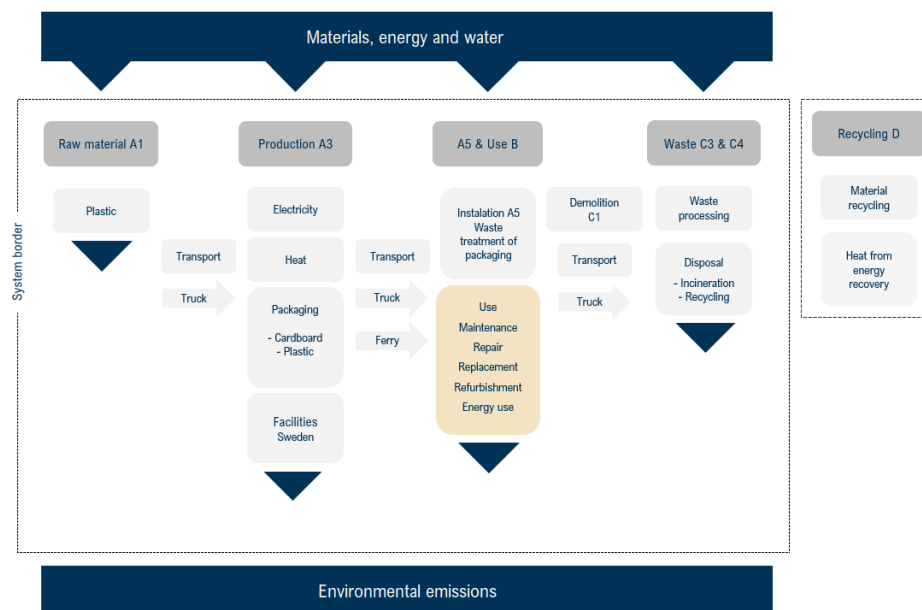 Materials, energy and water
System border
Raw material A1
Plastic
Transport
Truck
Production A3
Electricity
Heat
Packaging
- Cardboard
- Plastic
Facilities
Sweden
Transport
Truck
Ferry
A5 & Use B
Instalation A5
Waste
treatment of
packaging
Use
Maintenance
Repair
Replacement
Refurbishment
Energy use
Demolition
C1
Transport
Truck
Waste C3 & C4
Waste
processing
Disposal
- Incineration
- Recycling
Recycling D
Material
recycling
Heat from
energy
recovery
Environmental emissions